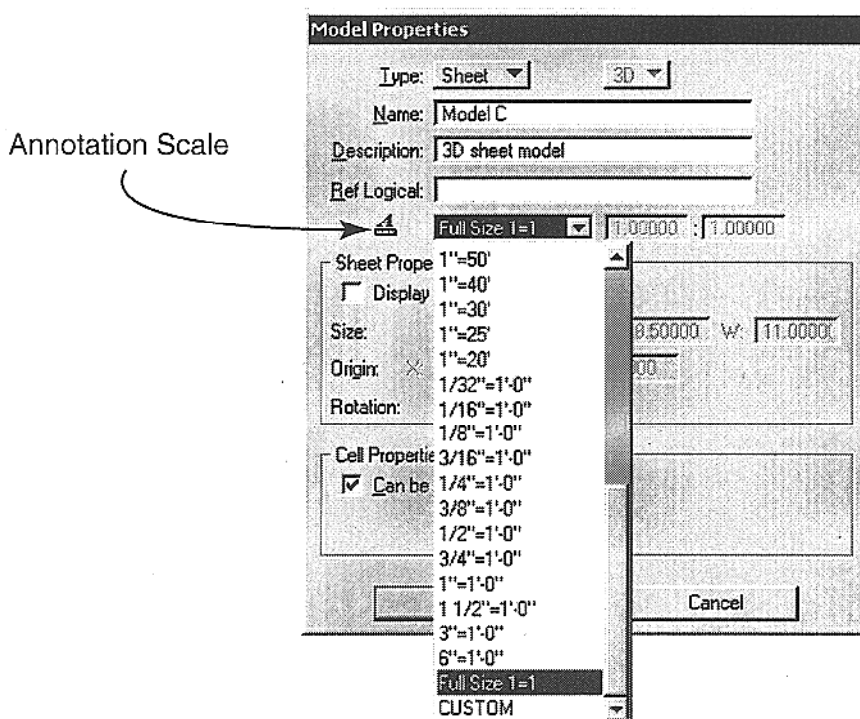 Model Properties
Type: Sheet 3D
Name: Model C
Description: 3D sheet model
Ref Logical:
Annotation Scale
Full Size 1=1 1.00000 : 1.00000
Sheet Prope
Display
Size: 8.50000 W: 11.0000
Origin: X:
Rotation:
Cell Propertie
Can be
1"=50'
1"=40'
1"=30'
1"=25'
1"=20'
1/32"=1'-0"
1/16"=1'-0"
1/8"=1'-0"
3/16"=1'-0"
1/4"=1'-0"
3/8"=1'-0"
1/2"=1'-0"
3/4"=1'-0"
1"=1'-0"
1 1/2"=1'-0"
3"=1'-0"
6"=1'-0"
Full Size 1=1
CUSTOM
Cancel